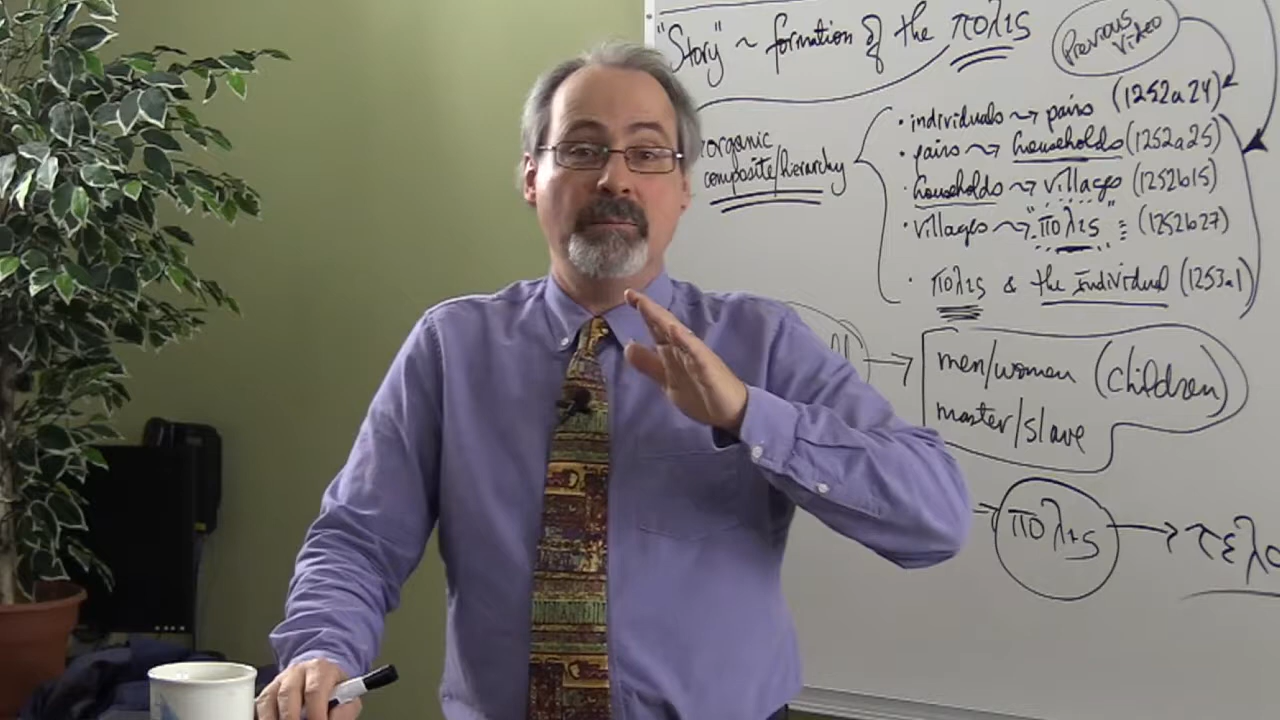 "Story" ~ formation of the πολις
Previous
Video
organic
composite/hierarchy
• individuals ⤳ pairs (1252a24)
• pairs ⤳ households (1252a25)
• households ⤳ villages (1252b15)
• villages ⤳ "πολις" (1252b27)
• πολις & the individual (1253a1)
men/women (children)
master/slave
πολις → τελο